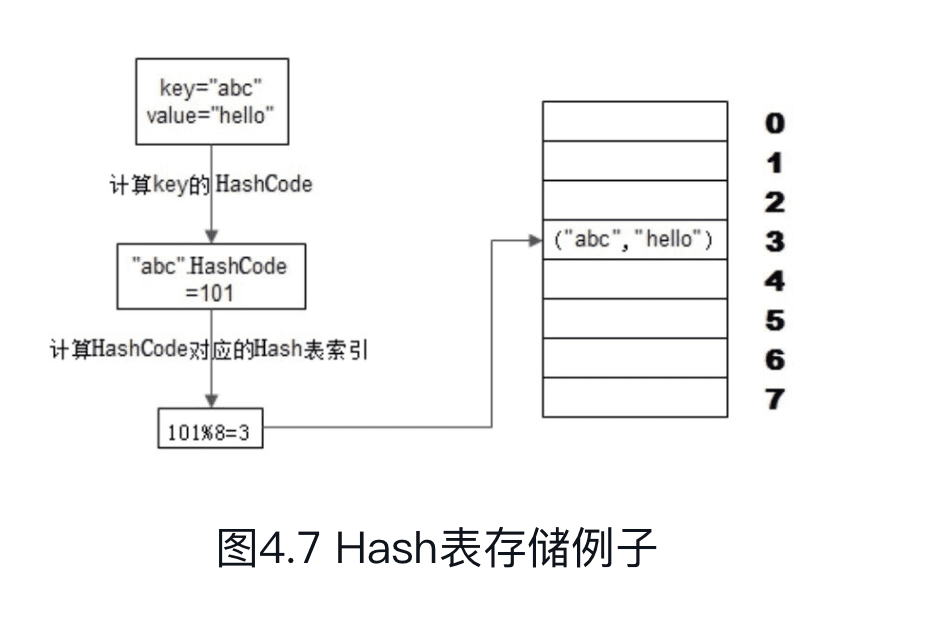 key="abc"
value="hello"
计算key的 HashCode
"abc".HashCode
=101
计算HashCode对应的Hash表索引
101%8=3
0
1
2
("abc","hello") 3
4
5
6
7
图4.7 Hash表存储例子